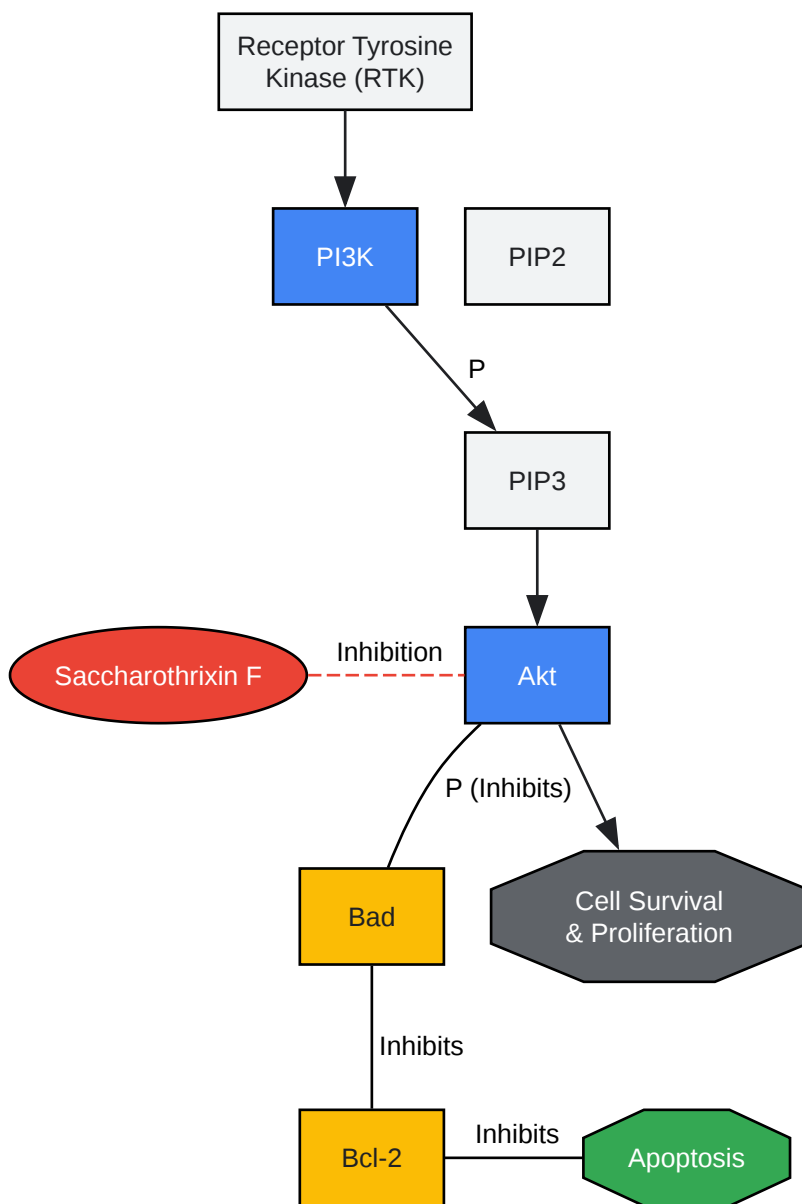 Receptor Tyrosine
Kinase (RTK)
PI3K
PIP2
P
PIP3
Inhibition
Saccharothrixin F
Akt
P (Inhibits)
Cell Survival
& Proliferation
Bad
Inhibits
Inhibits
Bcl-2
Apoptosis